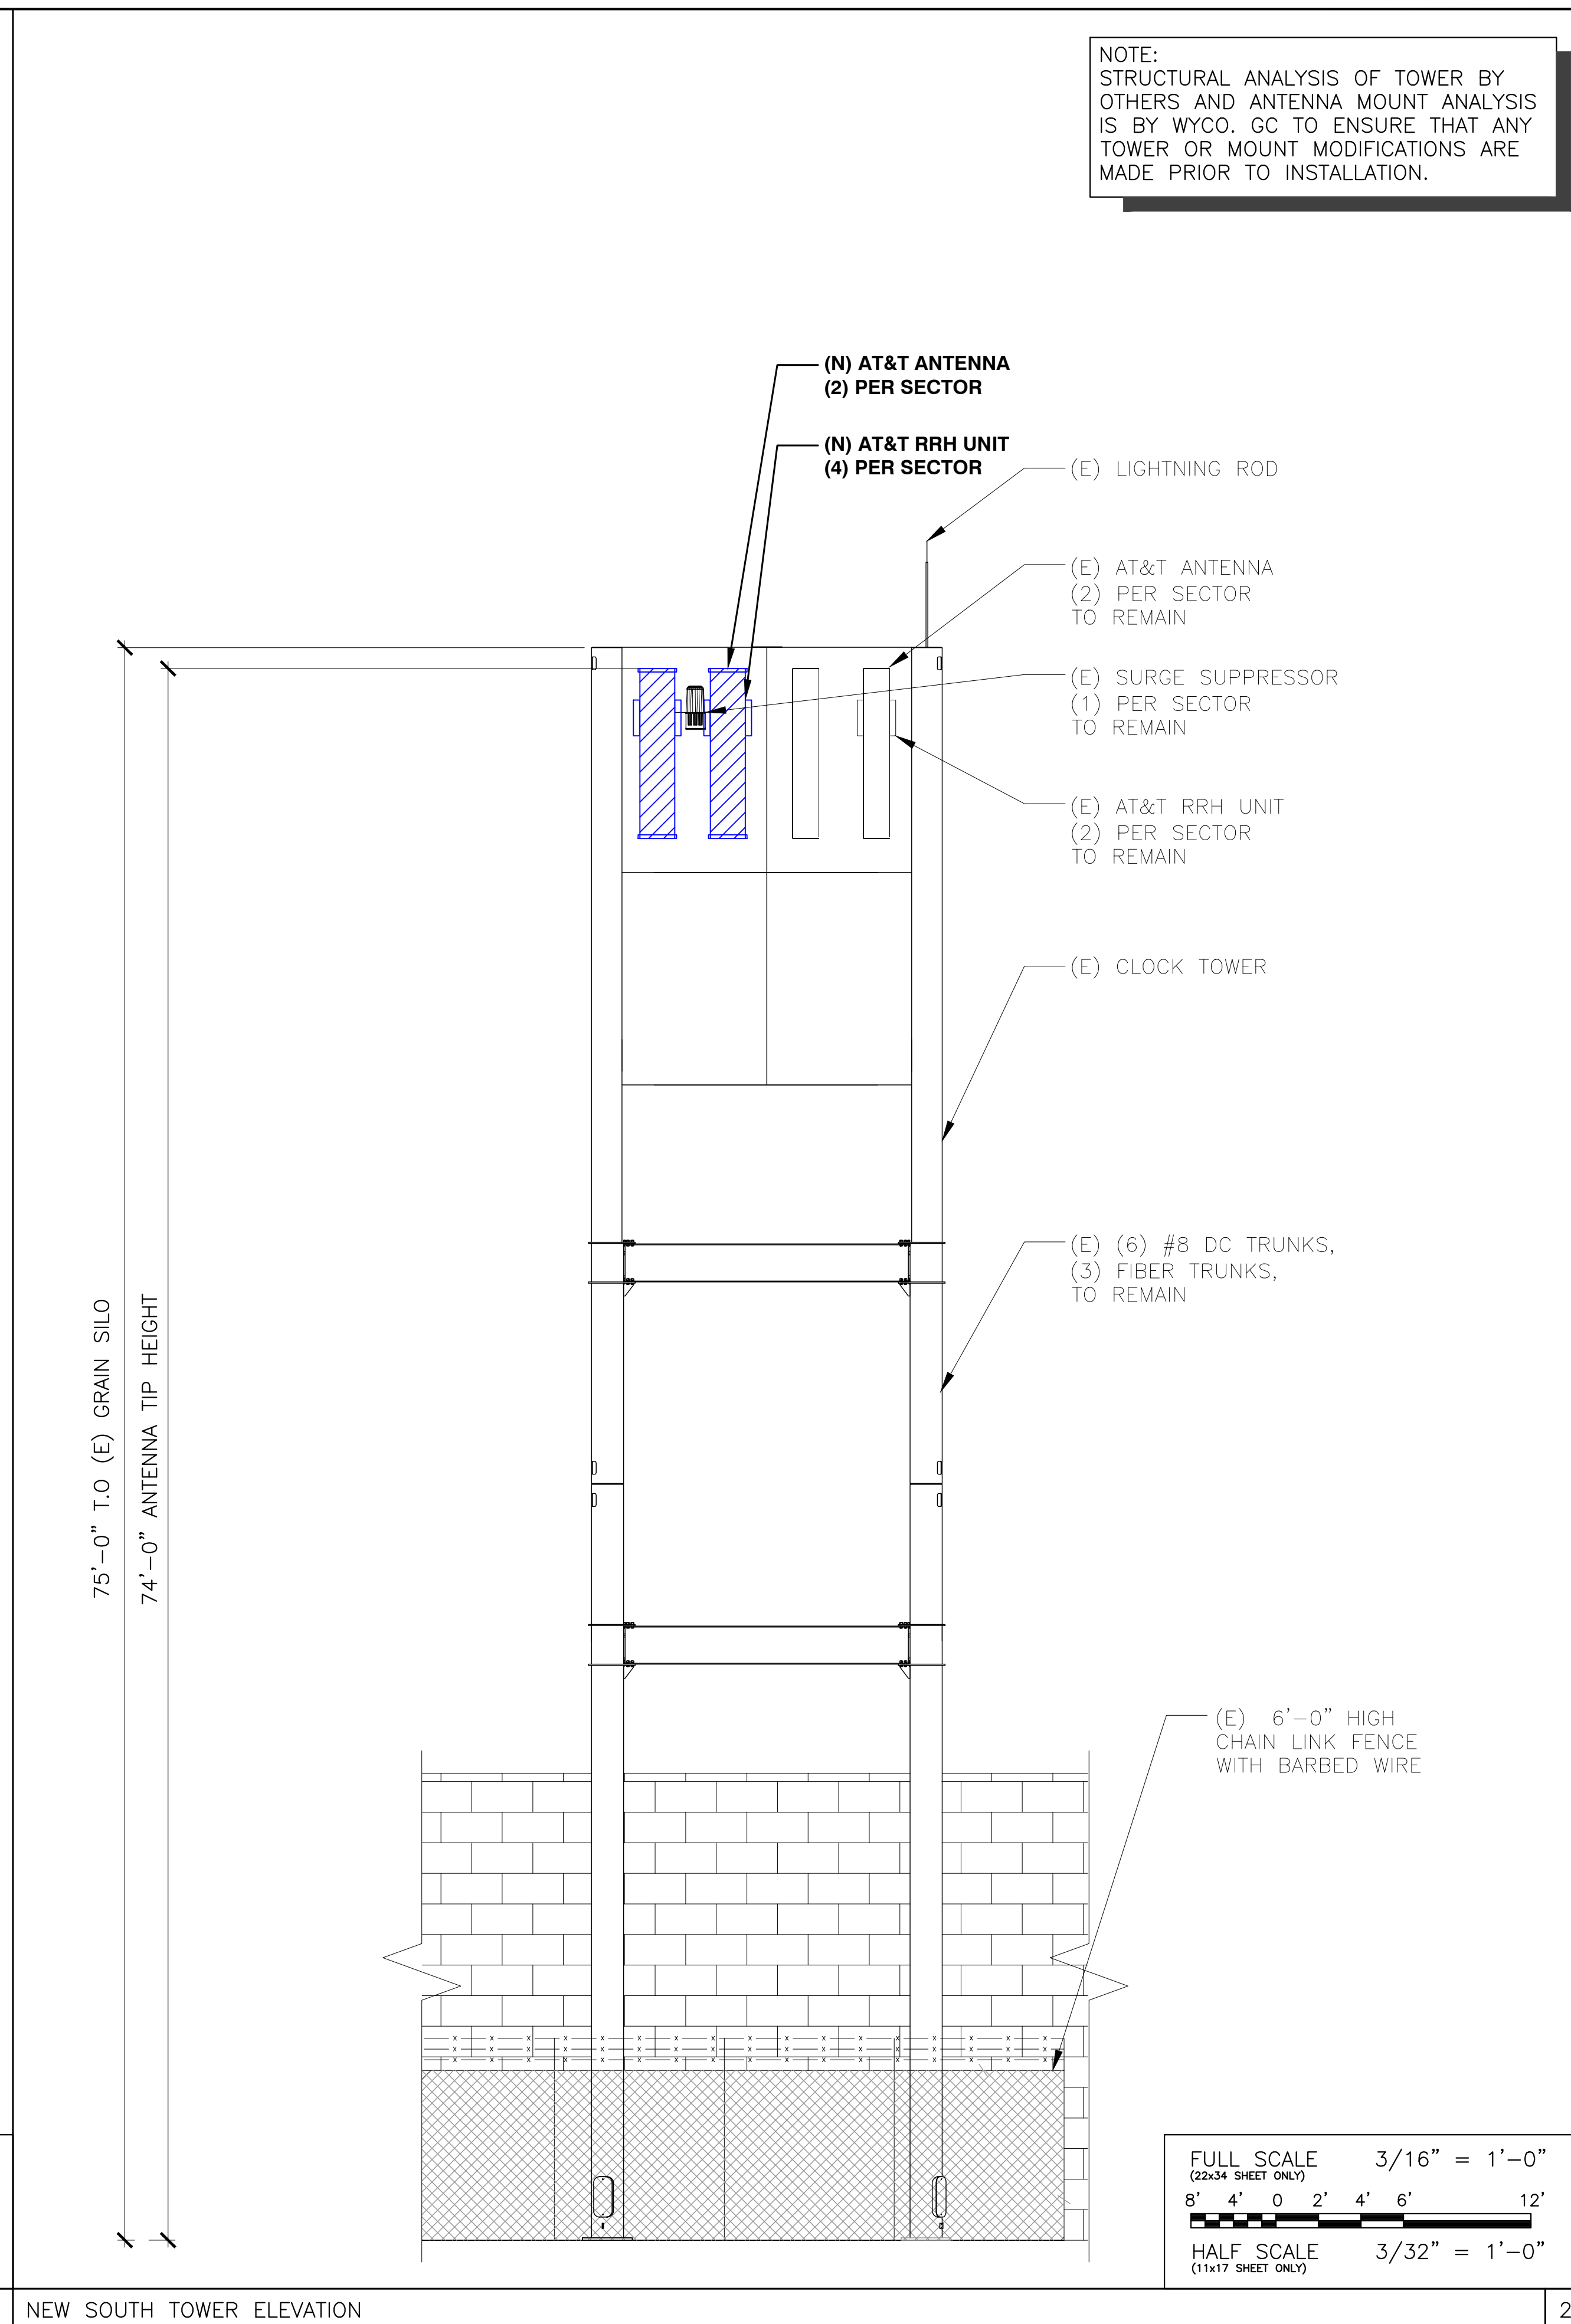 NOTE:
STRUCTURAL ANALYSIS OF TOWER BY
OTHERS AND ANTENNA MOUNT ANALYSIS
IS BY WYCO. GC TO ENSURE THAT ANY
TOWER OR MOUNT MODIFICATIONS ARE
MADE PRIOR TO INSTALLATION.
(N) AT&T ANTENNA
(2) PER SECTOR
(N) AT&T RRH UNIT
(4) PER SECTOR
(E) LIGHTNING ROD
(E) AT&T ANTENNA
(2) PER SECTOR
TO REMAIN
(E) SURGE SUPPRESSOR
(1) PER SECTOR
TO REMAIN
(E) AT&T RRH UNIT
(2) PER SECTOR
TO REMAIN
(E) CLOCK TOWER
(E) (6) #8 DC TRUNKS,
(3) FIBER TRUNKS,
TO REMAIN
75'-0" T.O (E) GRAIN SILO
74'-0" ANTENNA TIP HEIGHT
(E) 6'-0" HIGH
CHAIN LINK FENCE
WITH BARBED WIRE
FULL SCALE 3/16" = 1'-0"
(22x34 SHEET ONLY)
8' 4' 0 2' 4' 6' 12'
HALF SCALE 3/32" = 1'-0"
(11x17 SHEET ONLY)
NEW SOUTH TOWER ELEVATION 2